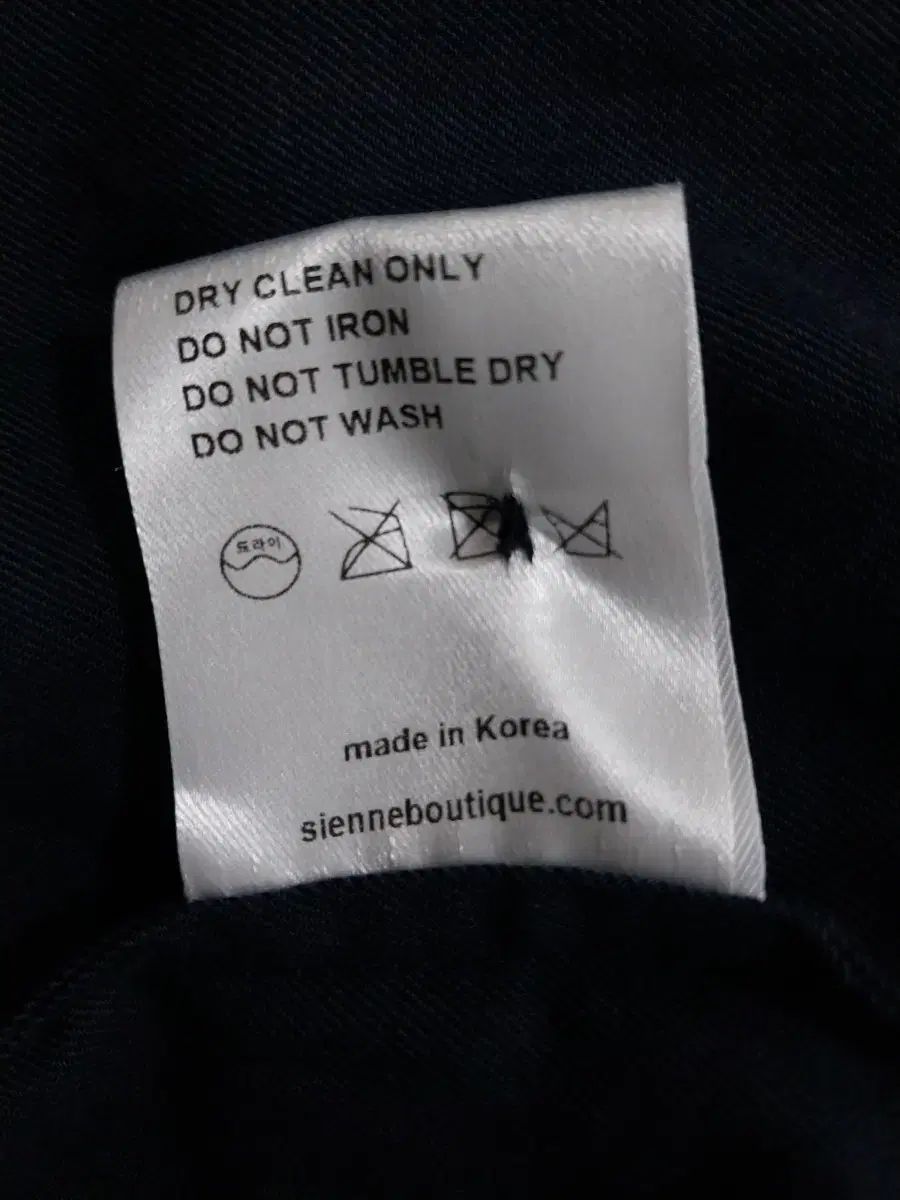 DRY CLEAN ONLY
DO NOT IRON
DO NOT TUMBLE DRY
DO NOT WASH
드라이
made in Korea
sienneboutique.com